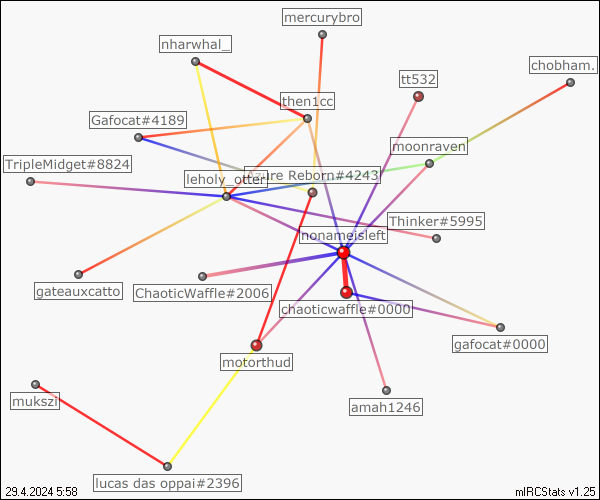 mercurybro
nharwhal_
chobham.
tt532
then1cc
Gafocat#4189
moonraven
TripleMidget#8824
leholy_otter
Azure Reborn#4243
Thinker#5995
nonameisleft
gateauxcatto
ChaoticWaffle#2006
chaoticwaffle#0000
gafocat#0000
motorthud
mukszi
amah1246
lucas das oppai#2396
29.4.2024 5:58
mIRCStats v1.25